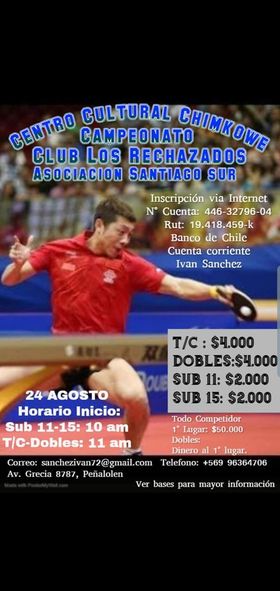 CENTRO CULTURAL CHIMKOWE
CAMPEONATO
CLUB LOS RECHAZADOS
ASOCIACION SANTIAGO SUR
Inscripción via Internet
N° Cuenta: 446-32796-04
Rut: 19.418.459-k
Banco de Chile
Cuenta corriente
Ivan Sanchez
T/C : $4.000
DOBLES:$4.000
SUB 11: $2.000
SUB 15: $2.000
24 AGOSTO
Horario Inicio:
Sub 11-15: 10 am
T/C-Dobles: 11 am
Todo Competidor
1° Lugar: $50.000
Dobles:
Dinero al 1° lugar.
Correo: sanchezivan72@gmail.com Telefono: +569 96364706
Av. Grecia 8787, Peñalolen
Ver bases para mayor información
Made with PosterMyWall.com